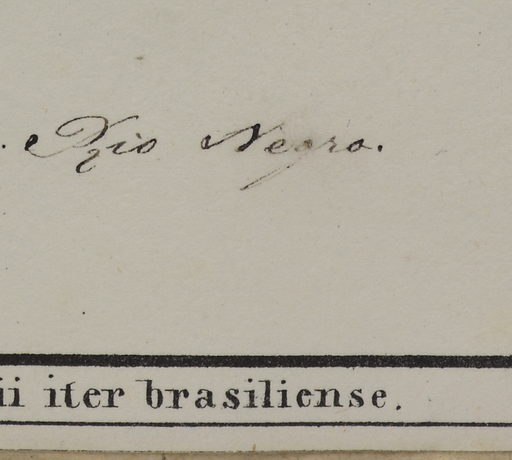 Rio Negro.
ii iter brasiliense.